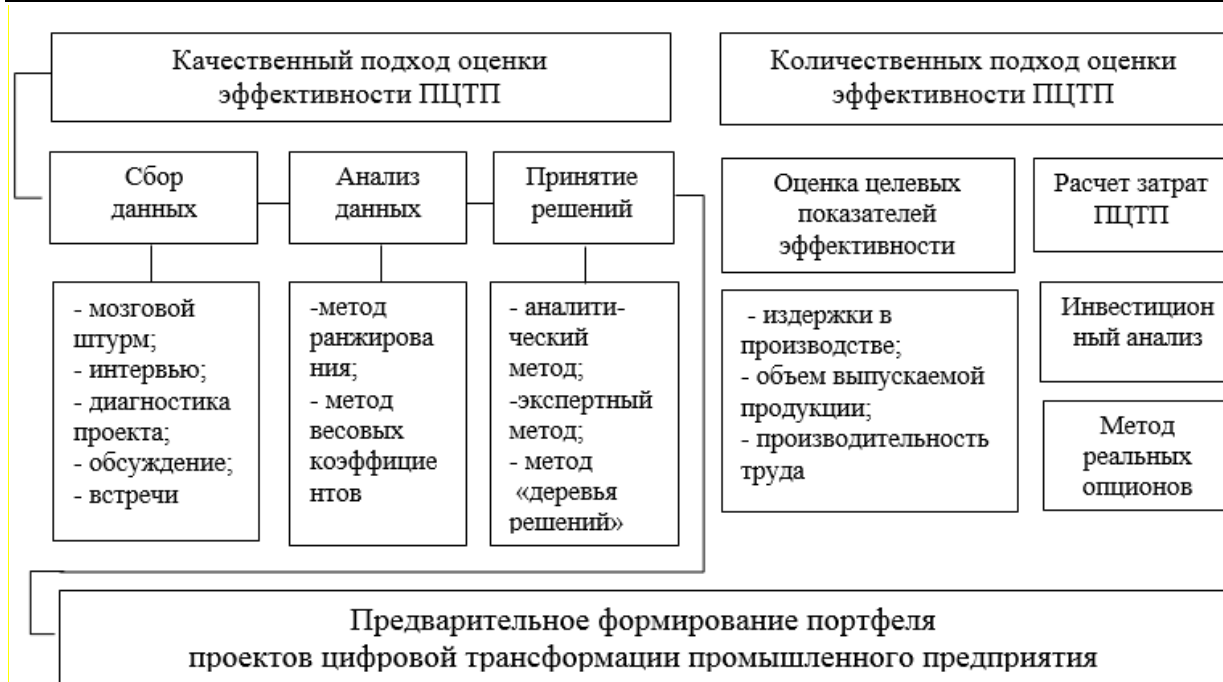 Качественный подход оценки
эффективности ПЦТП
Количественных подход оценки
эффективности ПЦТП
Сбор
данных
Анализ
данных
Принятие
решений
Оценка целевых
показателей
эффективности
Расчет затрат
ПЦТП
- мозговой
штурм;
- интервью;
- диагностика
проекта;
- обсуждение;
- встречи
-метод
ранжирова
ния;
- метод
весовых
коэффицие
нтов
- аналити-
ческий
метод;
-экспертный
метод;
- метод
«деревья
решений»
- издержки в
производстве;
- объем выпускаемой
продукции;
- производительность
труда
Инвестицион
ный анализ
Метод
реальных
опционов
Предварительное формирование портфеля
проектов цифровой трансформации промышленного предприятия